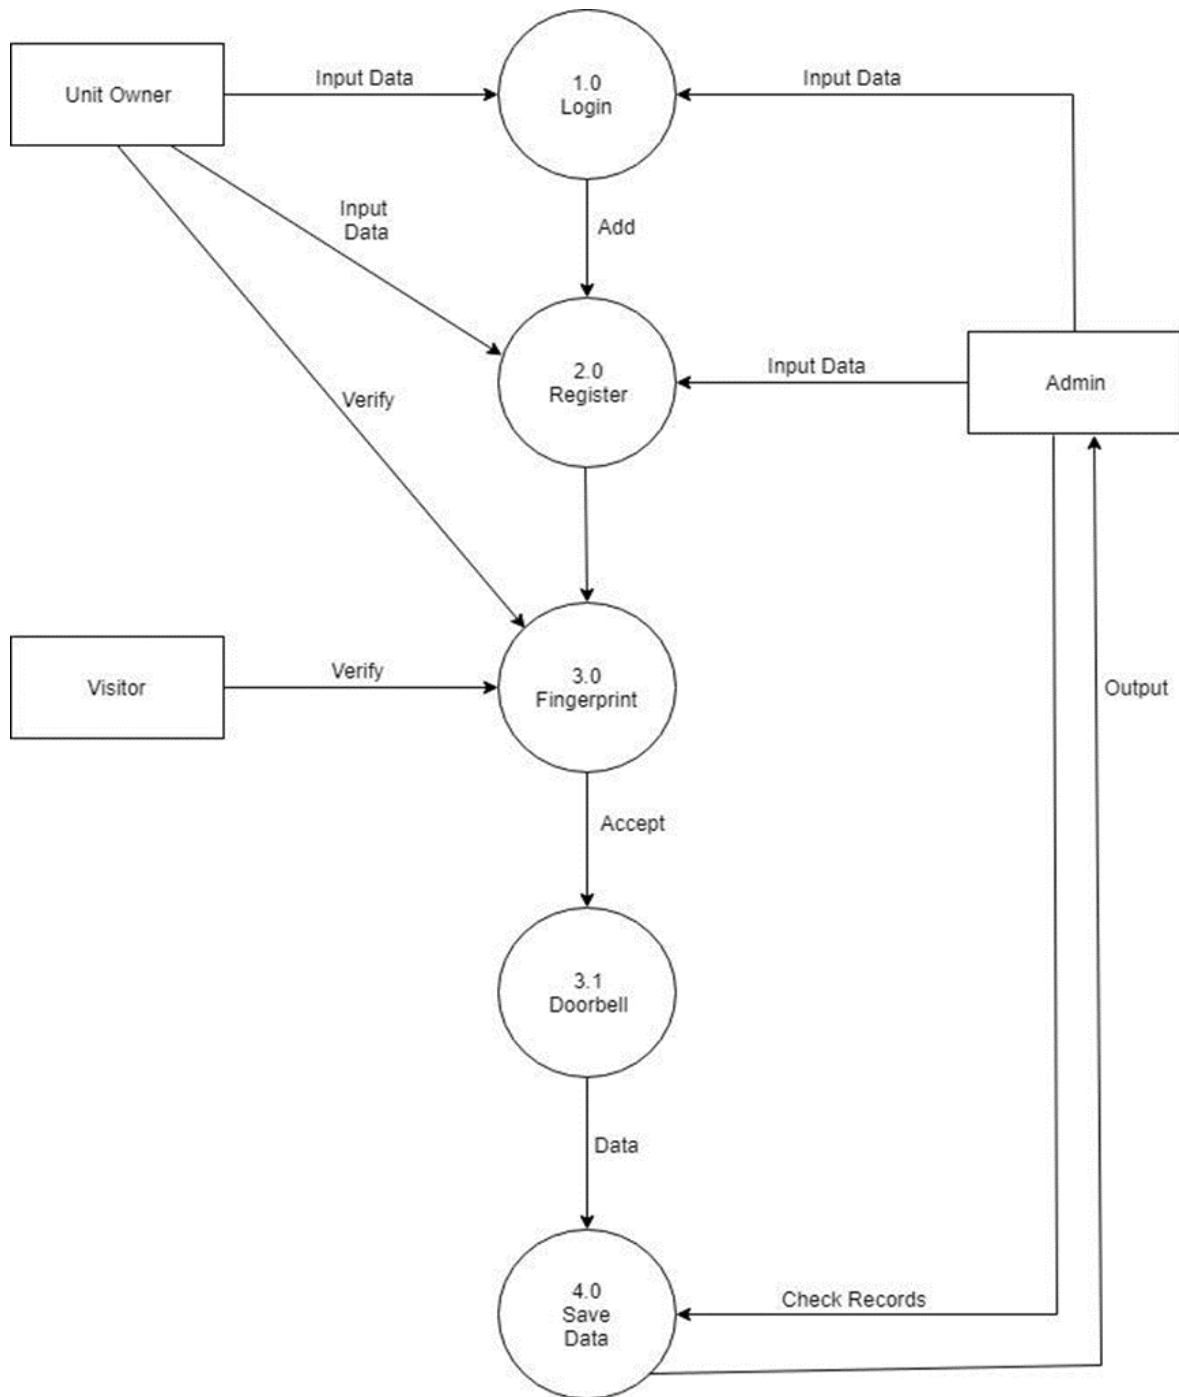 Unit Owner
Input Data
1.0
Login
Input Data
Input
Data
Add
Verify
2.0
Register
Input Data
Admin
Visitor
Verify
3.0
Fingerprint
Output
Accept
3.1
Doorbell
Data
4.0
Save
Data
Check Records